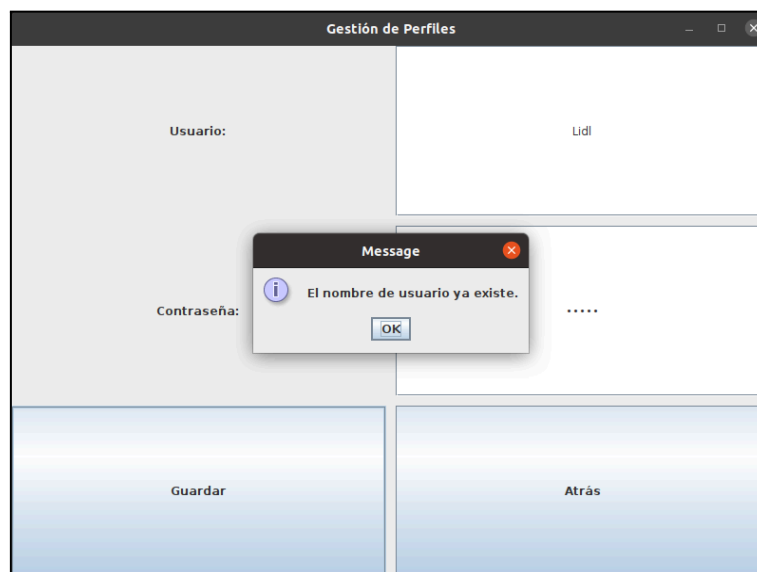 Gestión de Perfiles
Usuario:
Lidl
Message
El nombre de usuario ya existe.
OK
Contraseña:
•••••
Guardar
Atrás